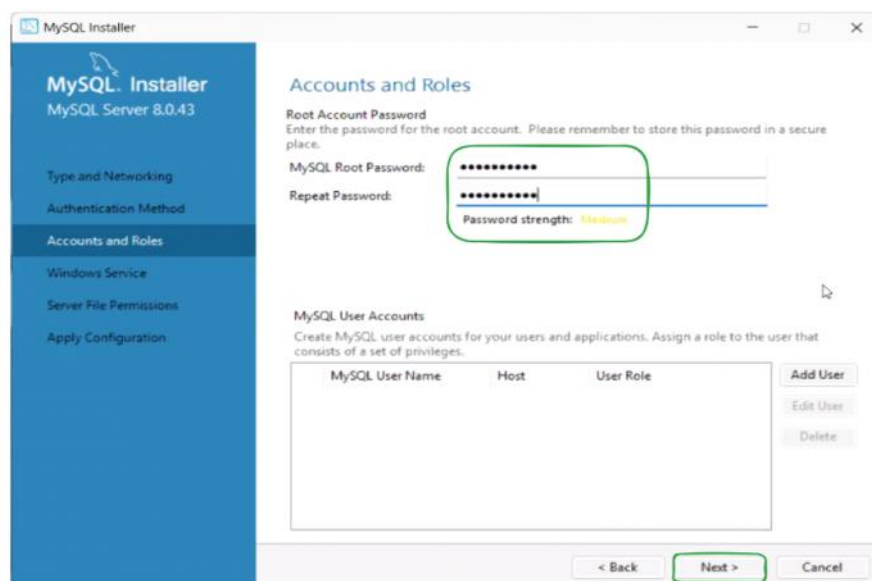 MySQL Installer
MySQL. Installer
MySQL Server 8.0.43
Type and Networking
Authentication Method
Accounts and Roles
Windows Service
Server File Permissions
Apply Configuration
Accounts and Roles
Root Account Password
Enter the password for the root account. Please remember to store this password in a secure
place.
MySQL Root Password: ••••••••••
Repeat Password: ••••••••••
Password strength: Medium
MySQL User Accounts
Create MySQL user accounts for your users and applications. Assign a role to the user that
consists of a set of privileges.
MySQL User Name Host User Role
Add User
Edit User
Delete
< Back Next > Cancel